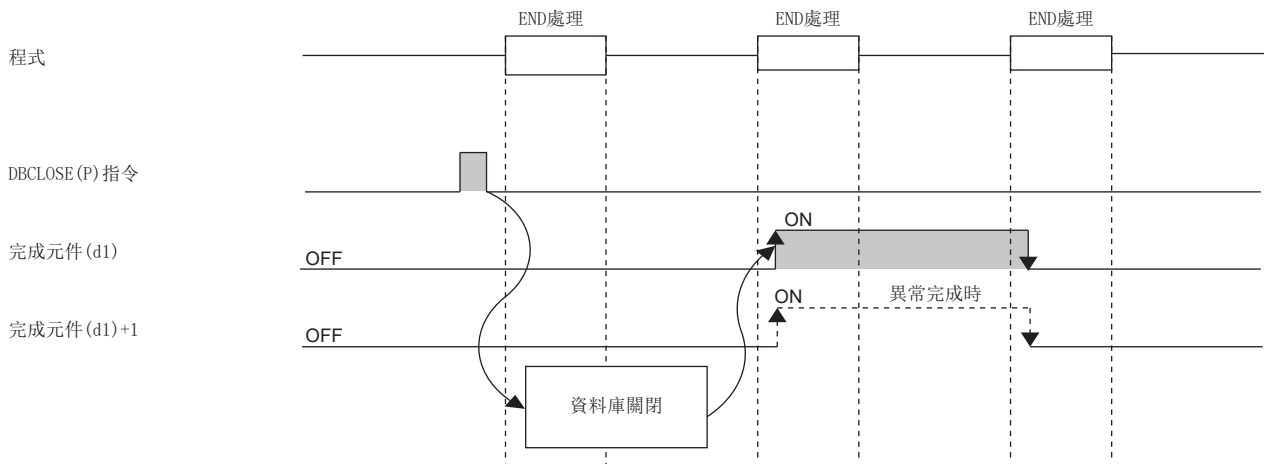 END處理 END處理 END處理
程式
DBCLOSE(P)指令
ON
完成元件(d1)
OFF
ON 異常完成時
完成元件(d1)+1
OFF
資料庫關閉